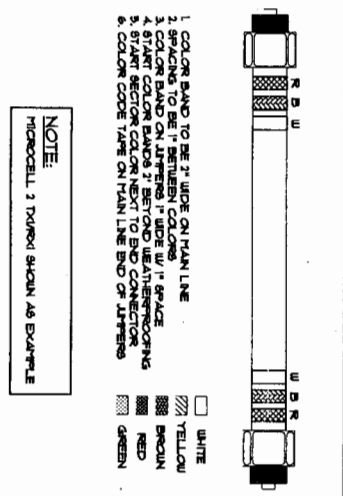 R B W
W B R
1. COLOR BAND TO BE 2" WIDE ON MAIN LINE
2. SPACING TO BE 1" BETWEEN COLORS
3. COLOR BAND ON JUMPERS 1" WIDE W/ 1" SPACE
4. START COLOR BANDS 2" BEYOND WEATHERPROOFING
5. START SECTOR COLOR NEXT TO END CONNECTOR
6. COLOR CODE TAPE ON MAIN LINE END OF JUMPERS
WHITE
YELLOW
BROWN
RED
GREEN
NOTE:
MICROCELL 2 TX1/RX1 SHOWN AS EXAMPLE